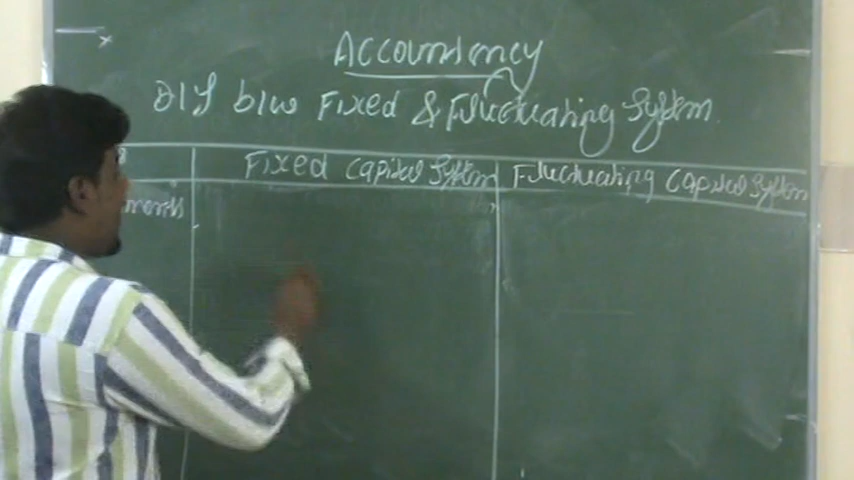 Accountancy
DIf b/w Fixed & Fluctuating System
Fixed Capital System Fluctuating Capital System